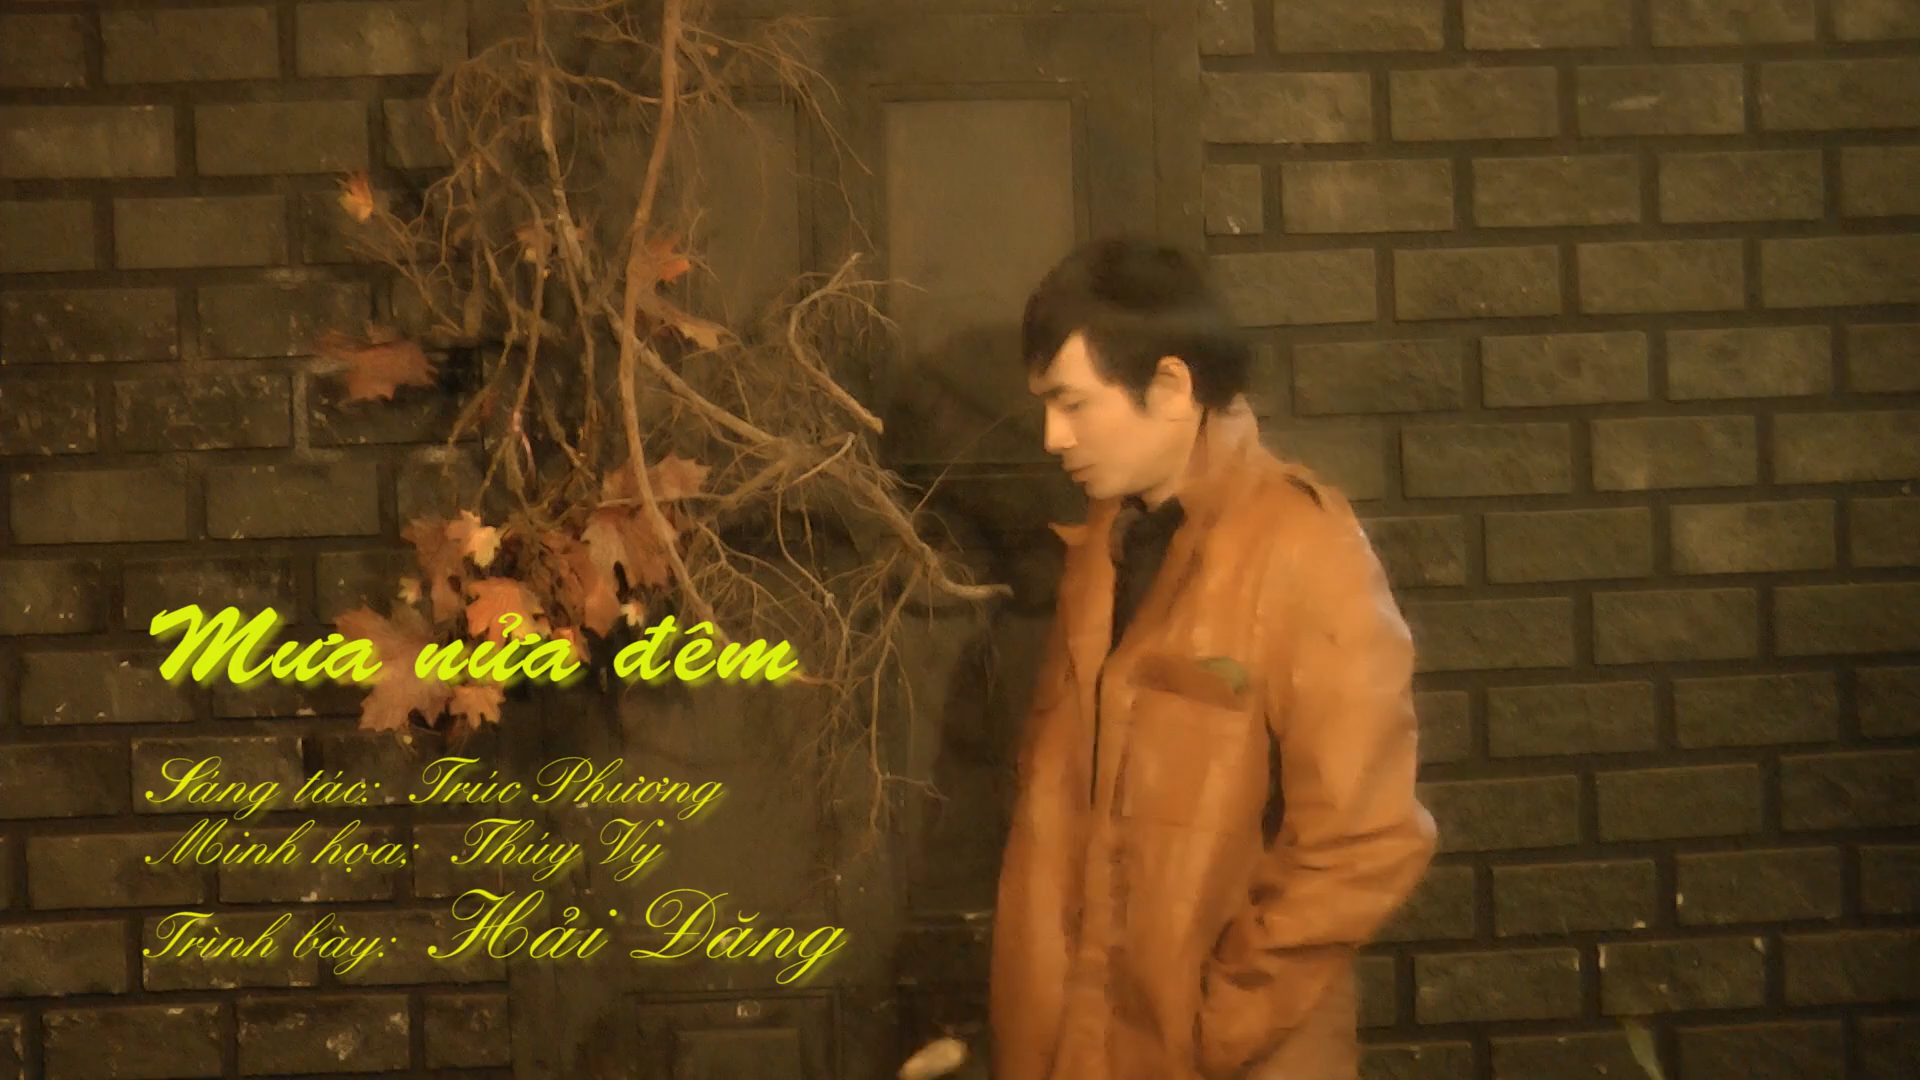 Mưa nửa đêm
Sáng tác: Trúc Phương
Minh họa: Thúy Vy
Trình bày: Hải Đăng